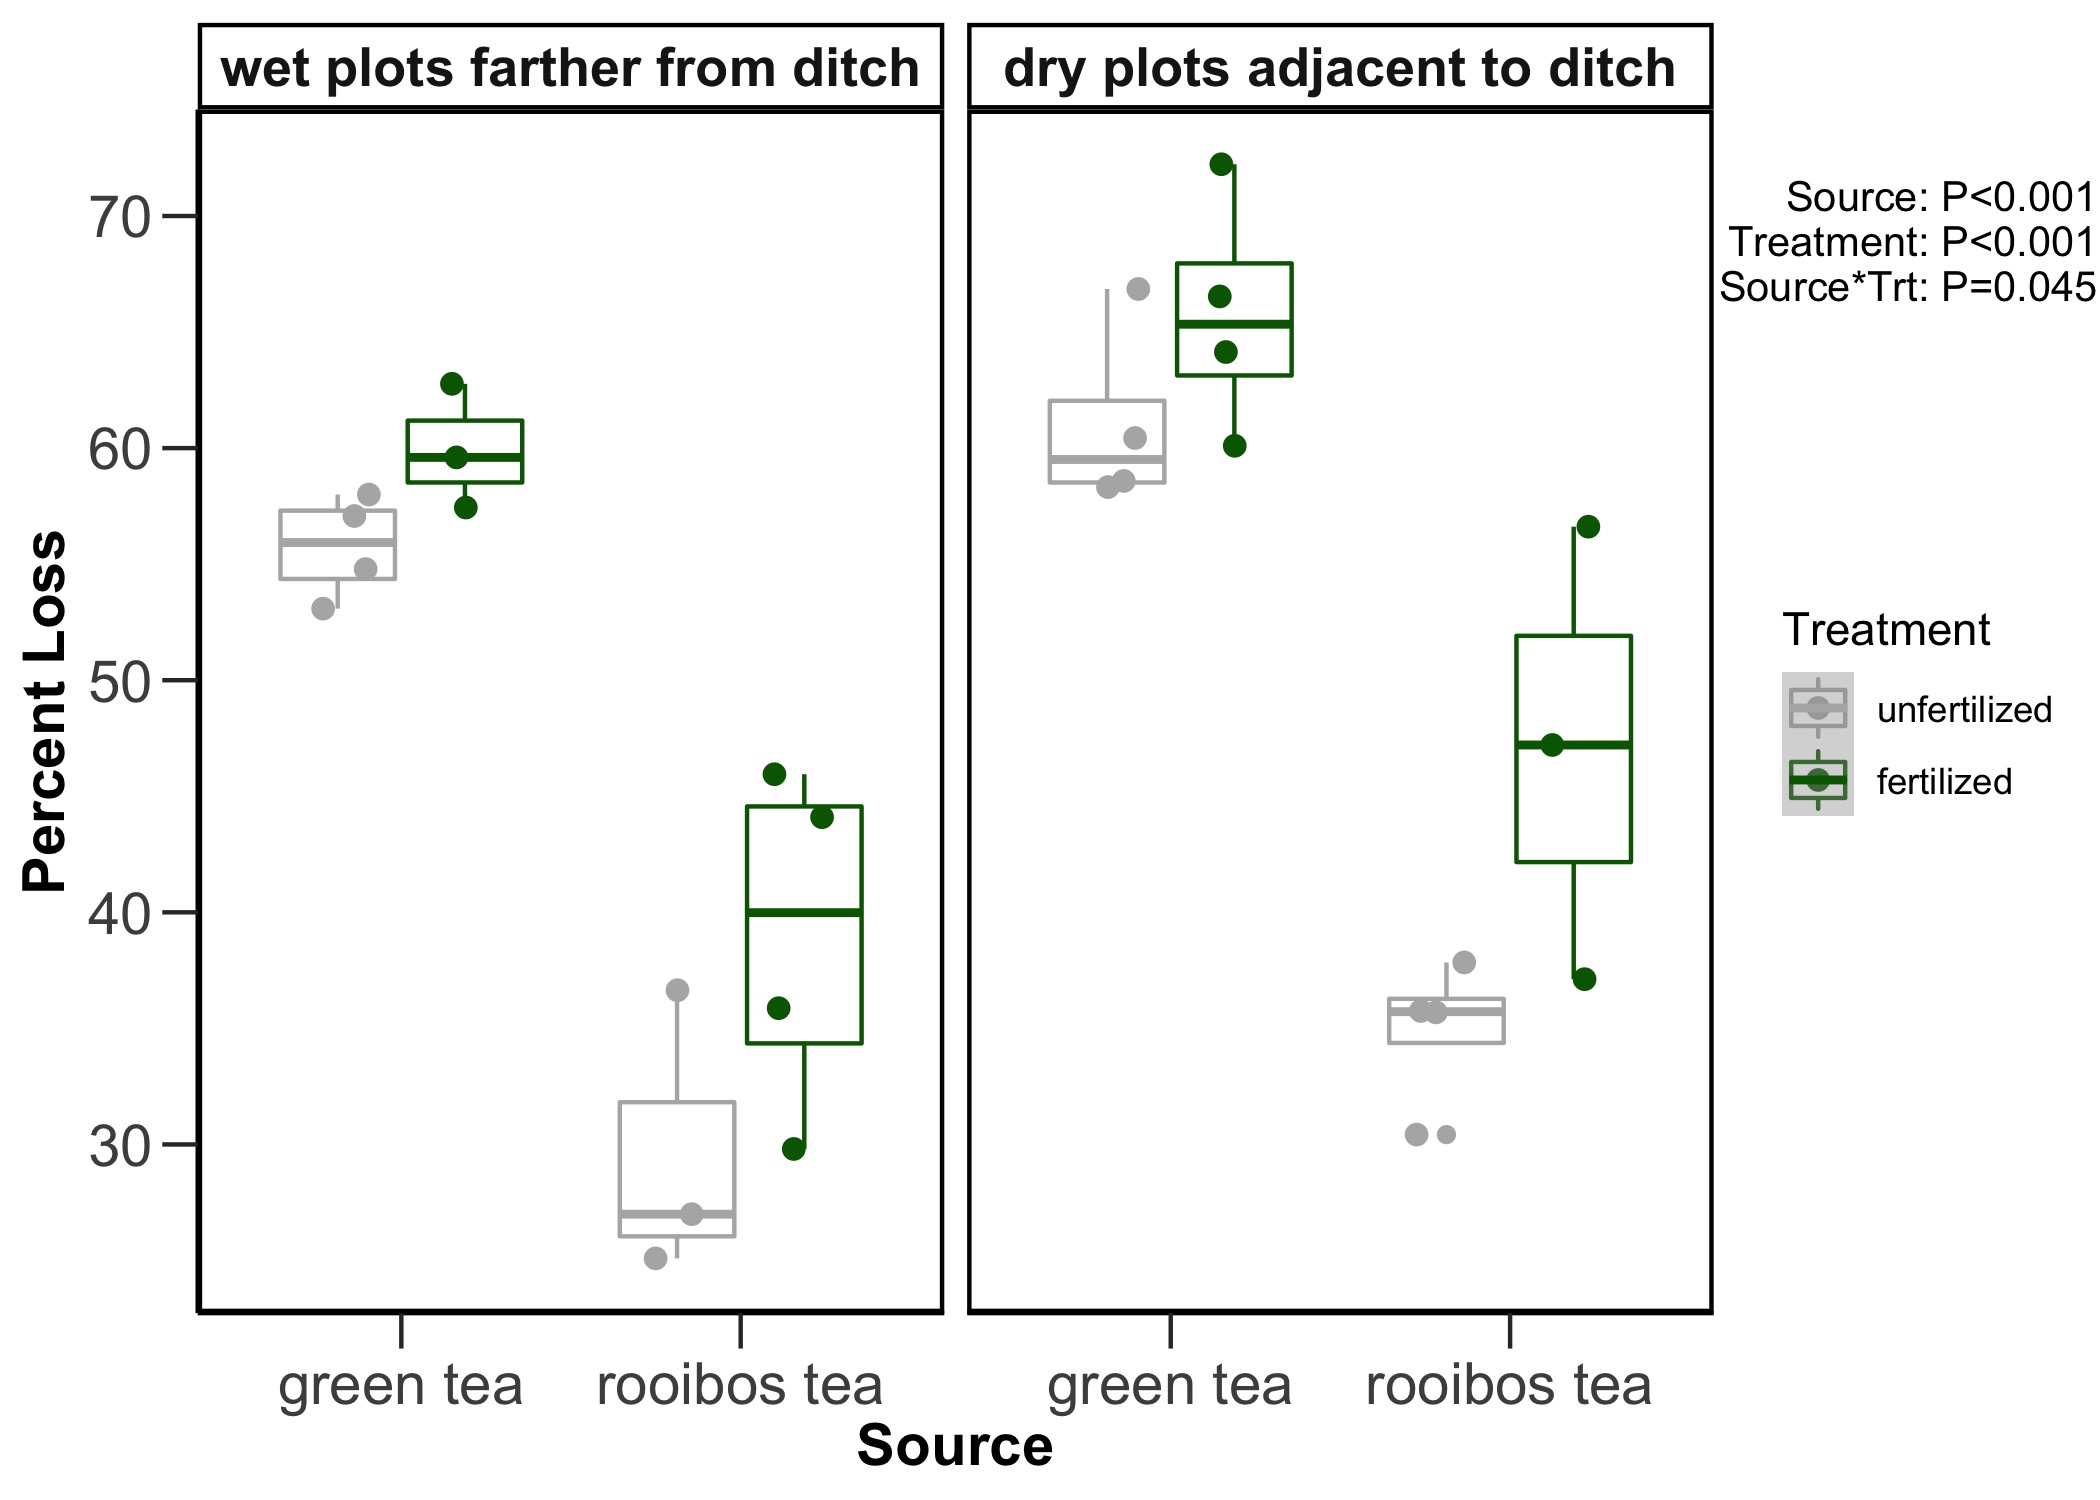 wet plots farther from ditch
dry plots adjacent to ditch
Source: P<0.001
Treatment: P<0.001
Source*Trt: P=0.045
70
60
50
40
30
Percent Loss
Treatment
unfertilized
fertilized
green tea
rooibos tea
green tea
rooibos tea
Source